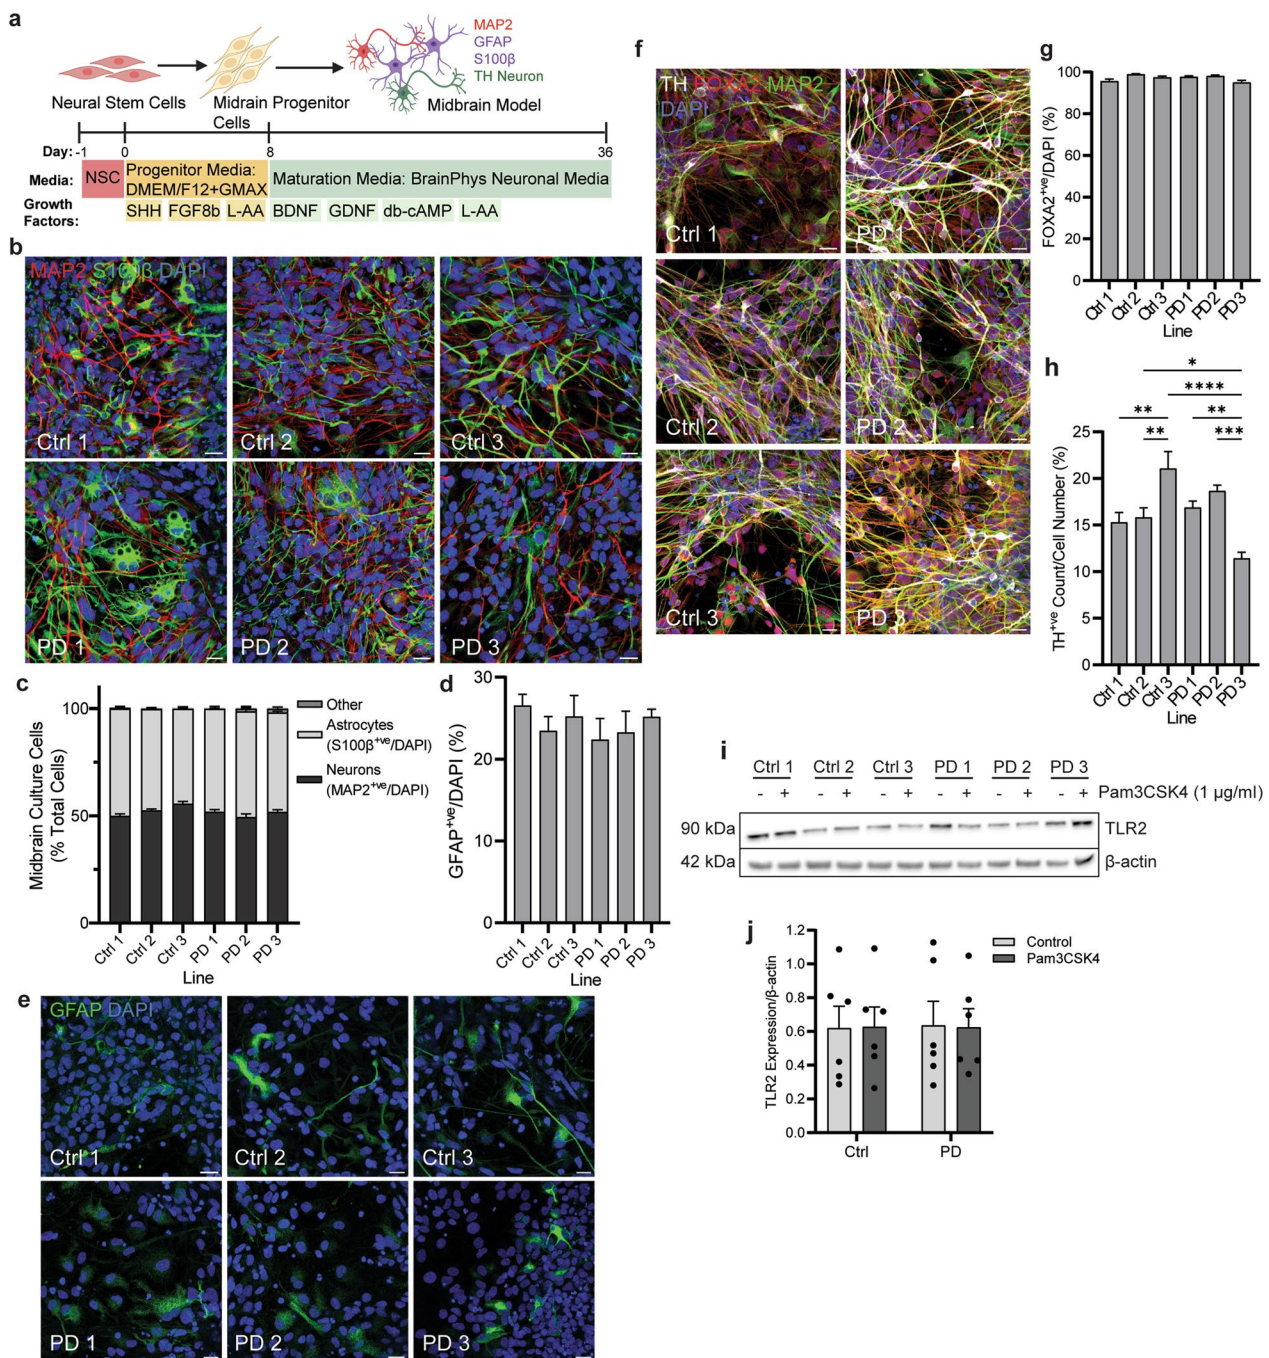 a
MAP2
GFAP
S100β
TH Neuron
Neural Stem Cells
Midrain Progenitor
Cells
Midbrain Model
Day: -1 0 8 36
Media:
NSC
Progenitor Media:
DMEM/F12+GMAX
Maturation Media: BrainPhys Neuronal Media
Growth
Factors:
SHH FGF8b L-AA BDNF GDNF db-cAMP L-AA
b
MAP2 S100β DAPI
Ctrl 1 Ctrl 2 Ctrl 3
PD 1 PD 2 PD 3
c
Midbrain Culture Cells
(% Total Cells)
100
50
0
Ctrl 1 Ctrl 2 Ctrl 3 PD 1 PD 2 PD 3
Line
Other
Astrocytes
(S100β+ve/DAPI)
Neurons
(MAP2+ve/DAPI)
d
GFAP+ve/DAPI (%)
30
20
10
0
Ctrl 1 Ctrl 2 Ctrl 3 PD 1 PD 2 PD 3
Line
e
GFAP DAPI
Ctrl 1 Ctrl 2 Ctrl 3
PD 1 PD 2 PD 3
f
TH FOXA2 MAP2
DAPI
Ctrl 1 PD 1
Ctrl 2 PD 2
Ctrl 3 PD 3
g
FOXA2+ve/DAPI (%)
100
80
60
40
20
0
Ctrl 1 Ctrl 2 Ctrl 3 PD 1 PD 2 PD 3
Line
h
*
****
** **
** ***
TH+ve Count/Cell Number (%)
25
20
15
10
5
0
Ctrl 1 Ctrl 2 Ctrl 3 PD 1 PD 2 PD 3
Line
i
Ctrl 1 Ctrl 2 Ctrl 3 PD 1 PD 2 PD 3
- + - + - + - + - + - + Pam3CSK4 (1 µg/ml)
90 kDa TLR2
42 kDa β-actin
j
TLR2 Expression/β-actin
1.2
1.0
0.8
0.6
0.4
0.2
0.0
Ctrl PD
Control
Pam3CSK4